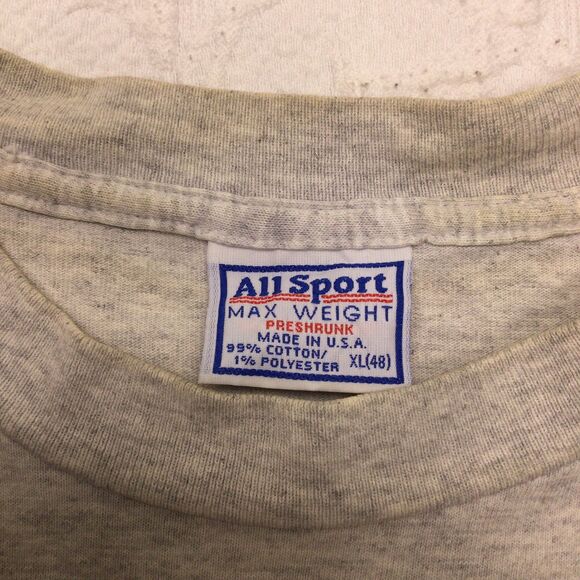 All Sport
MAX WEIGHT
PRESHRUNK
MADE IN U.S.A.
99% COTTON/
1% POLYESTER XL(48)